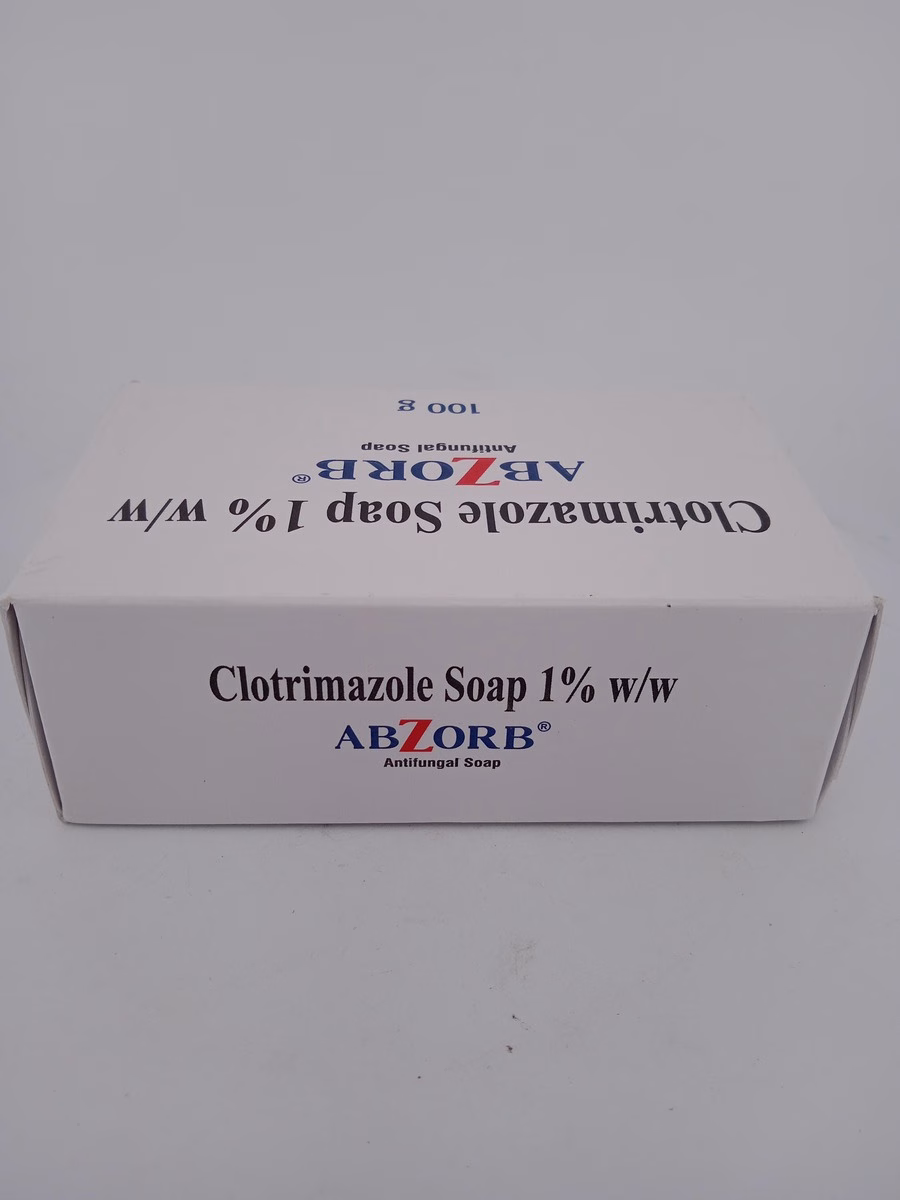 Clotrimazole Soap 1% w/w
ABZORB®
Antifungal Soap
100 g
Clotrimazole Soap 1% w/w
ABZORB®
Antifungal Soap